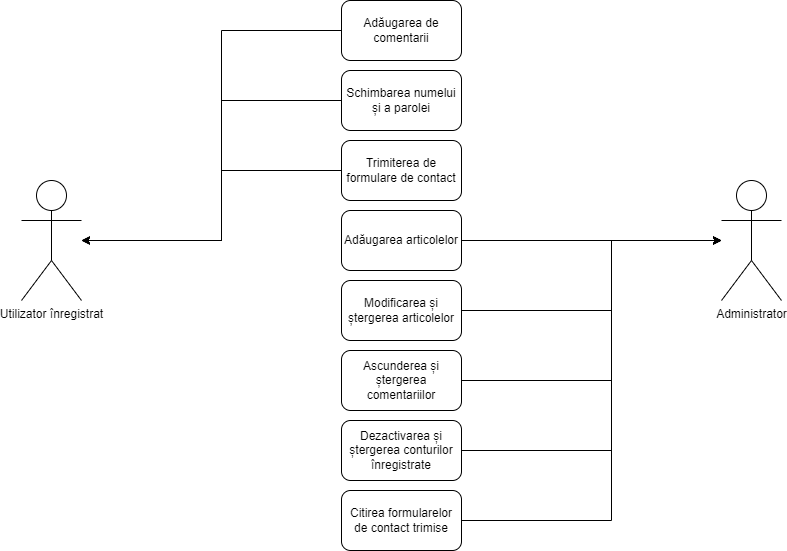 Adăugarea de
comentarii
Schimbarea numelui
și a parolei
Trimiterea de
formulare de contact
Adăugarea articolelor
Modificarea și
ștergerea articolelor
Ascunderea și
ștergerea
comentariilor
Dezactivarea și
ștergerea conturilor
înregistrate
Citirea formularelor
de contact trimise
Utilizator înregistrat
Administrator